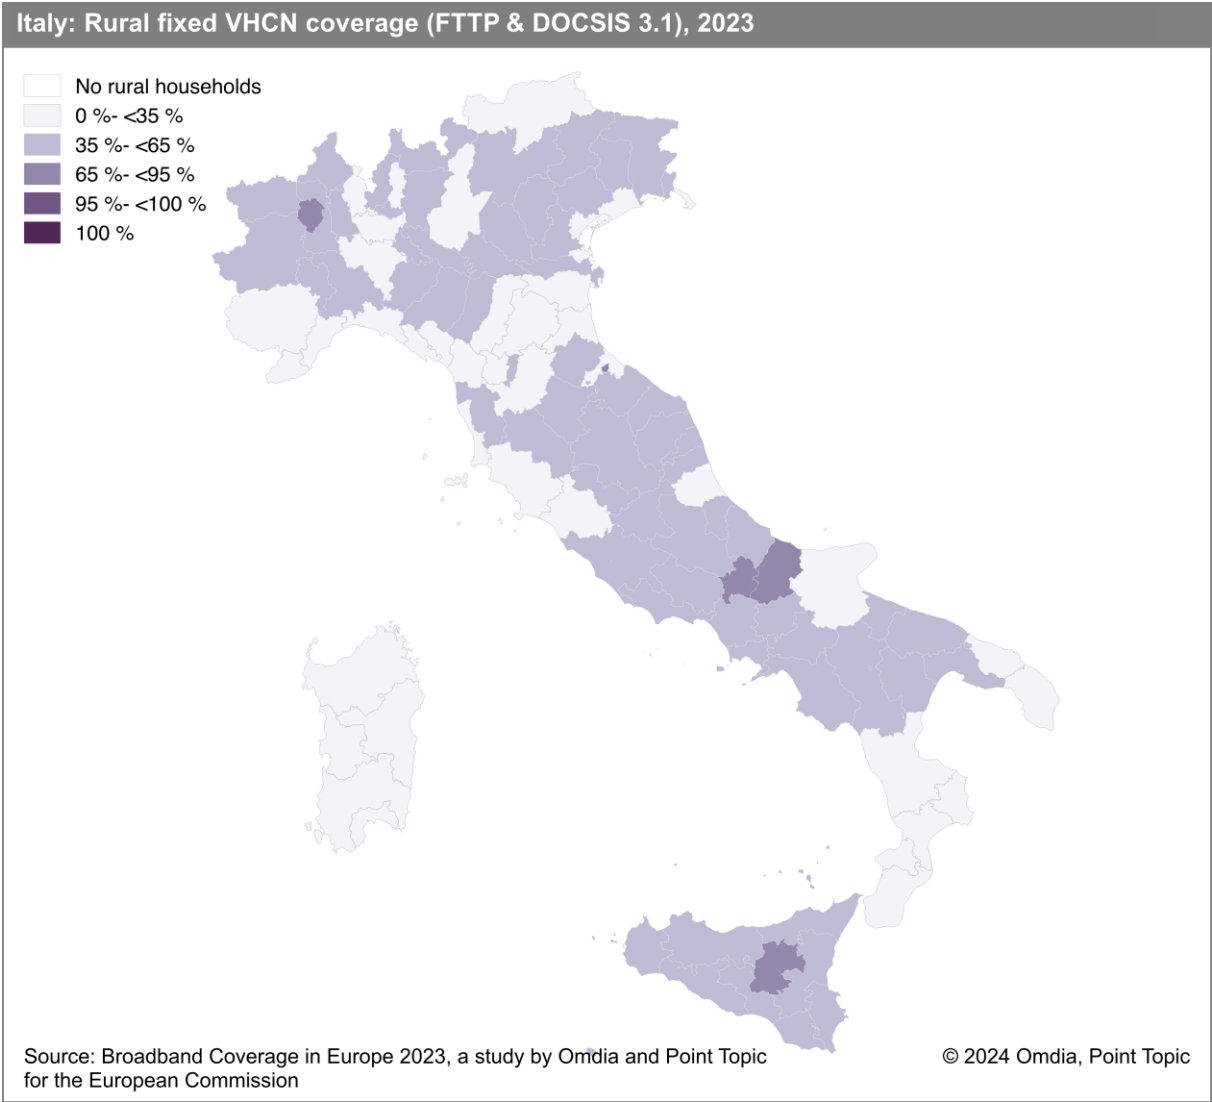 Italy: Rural fixed VHCN coverage (FTTP & DOCSIS 3.1), 2023
No rural households
0 %- <35 %
35 %- <65 %
65 %- <95 %
95 %- <100 %
100 %
Source: Broadband Coverage in Europe 2023, a study by Omdia and Point Topic
for the European Commission
© 2024 Omdia, Point Topic